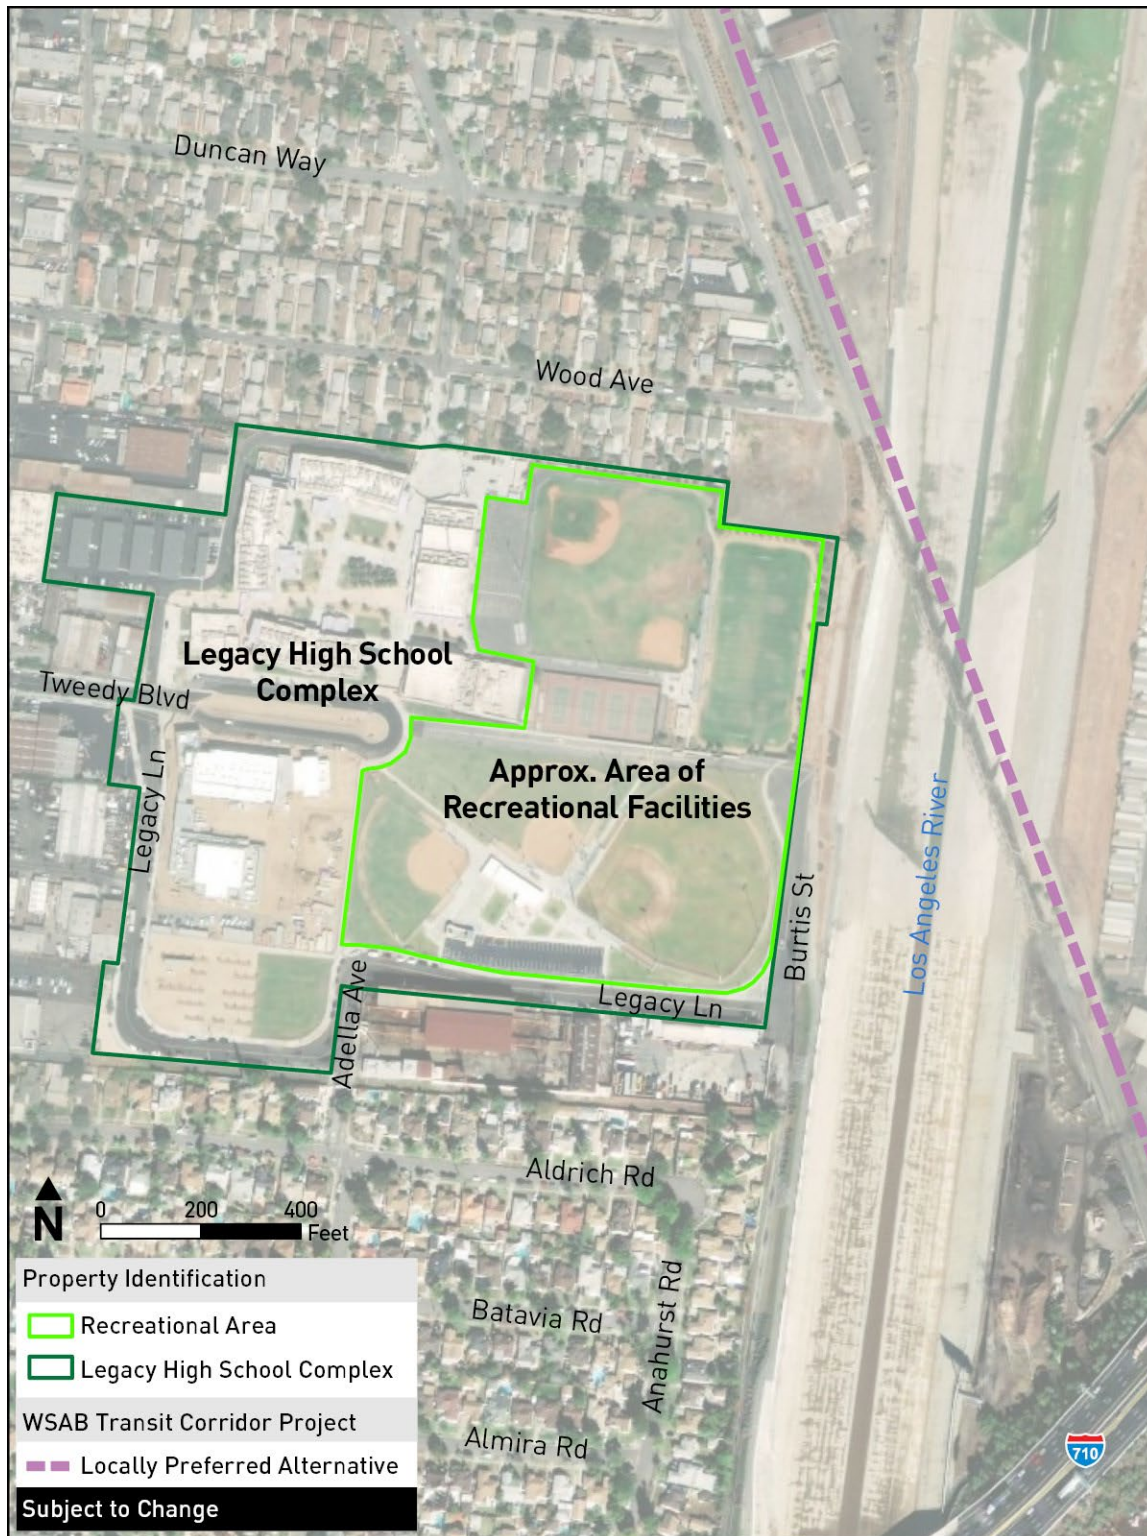 Duncan Way
Wood Ave
Legacy High School
Complex
Tweedy Blvd
Approx. Area of
Recreational Facilities
Legacy Ln
Los Angeles River
Burtis St
Legacy Ln
Adella Ave
Aldrich Rd
Anahurst Rd
Batavia Rd
Almira Rd
710
N
0 200 400
Feet
Property Identification
Recreational Area
Legacy High School Complex
WSAB Transit Corridor Project
Locally Preferred Alternative
Subject to Change